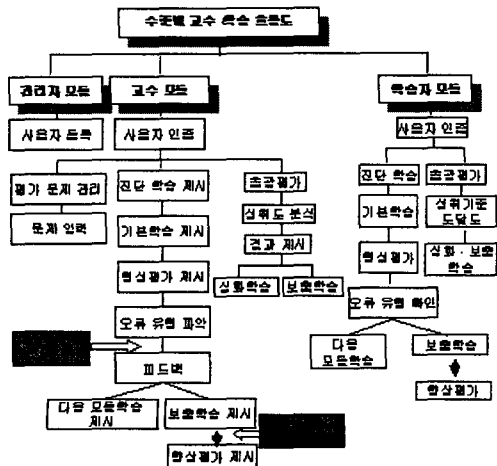 수준별 교수 학습 흐름도
관리자 모듈
교수 모듈
학습자 모듈
사용자 등록
사용자 인증
사용자 인증
평가 문제 관리
진단 학습 제시
총괄평가
진단 학습
총괄평가
문제 입력
기본학습 제시
성취도 분석
기본학습
성취기준
도달도
결과 제시
형성평가 제시
심화학습
보충학습
형성평가
심화 · 보충
학습
오류 유형 파악
오류 유형 확인
피드백
다음
모듈학습
보충학습
다음 모듈학습
제시
보충학습 제시
향상평가
향상평가 제시